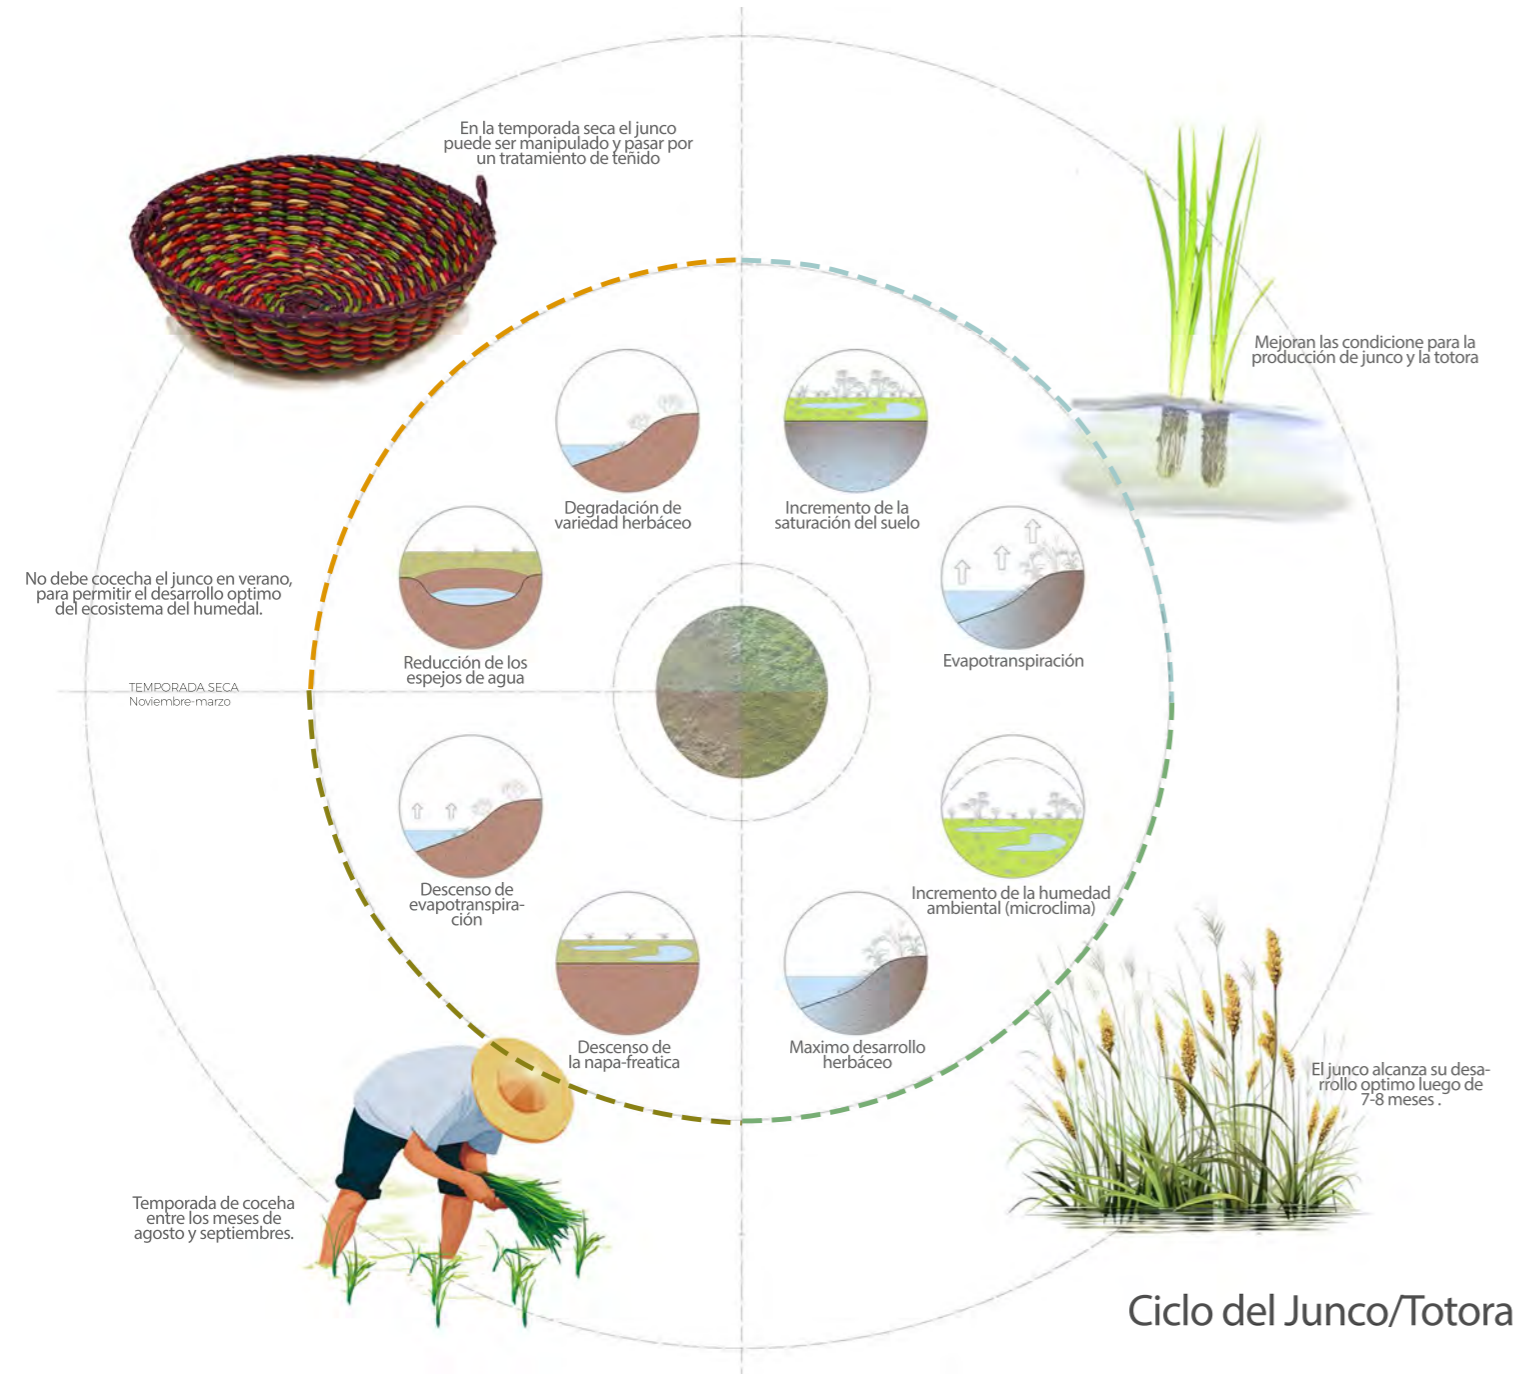 En la temporada seca el junco
puede ser manipulado y pasar por
un tratamiento de teñido
Mejoran las condicione para la
producción de junco y la totora
Degradación de
variedad herbáceo
Incremento de la
saturación del suelo
No debe cocecha el junco en verano,
para permitir el desarrollo optimo
del ecosistema del humedal.
Reducción de los
espejos de agua
Evapotranspiración
TEMPORADA SECA
Noviembre-marzo
Descenso de
evapotranspira-
ción
Incremento de la humedad
ambiental (microclima)
Descenso de
la napa-freatica
Maximo desarrollo
herbáceo
El junco alcanza su desa-
rrollo optimo luego de
7-8 meses .
Temporada de coceha
entre los meses de
agosto y septiembres.
Ciclo del Junco/Totora